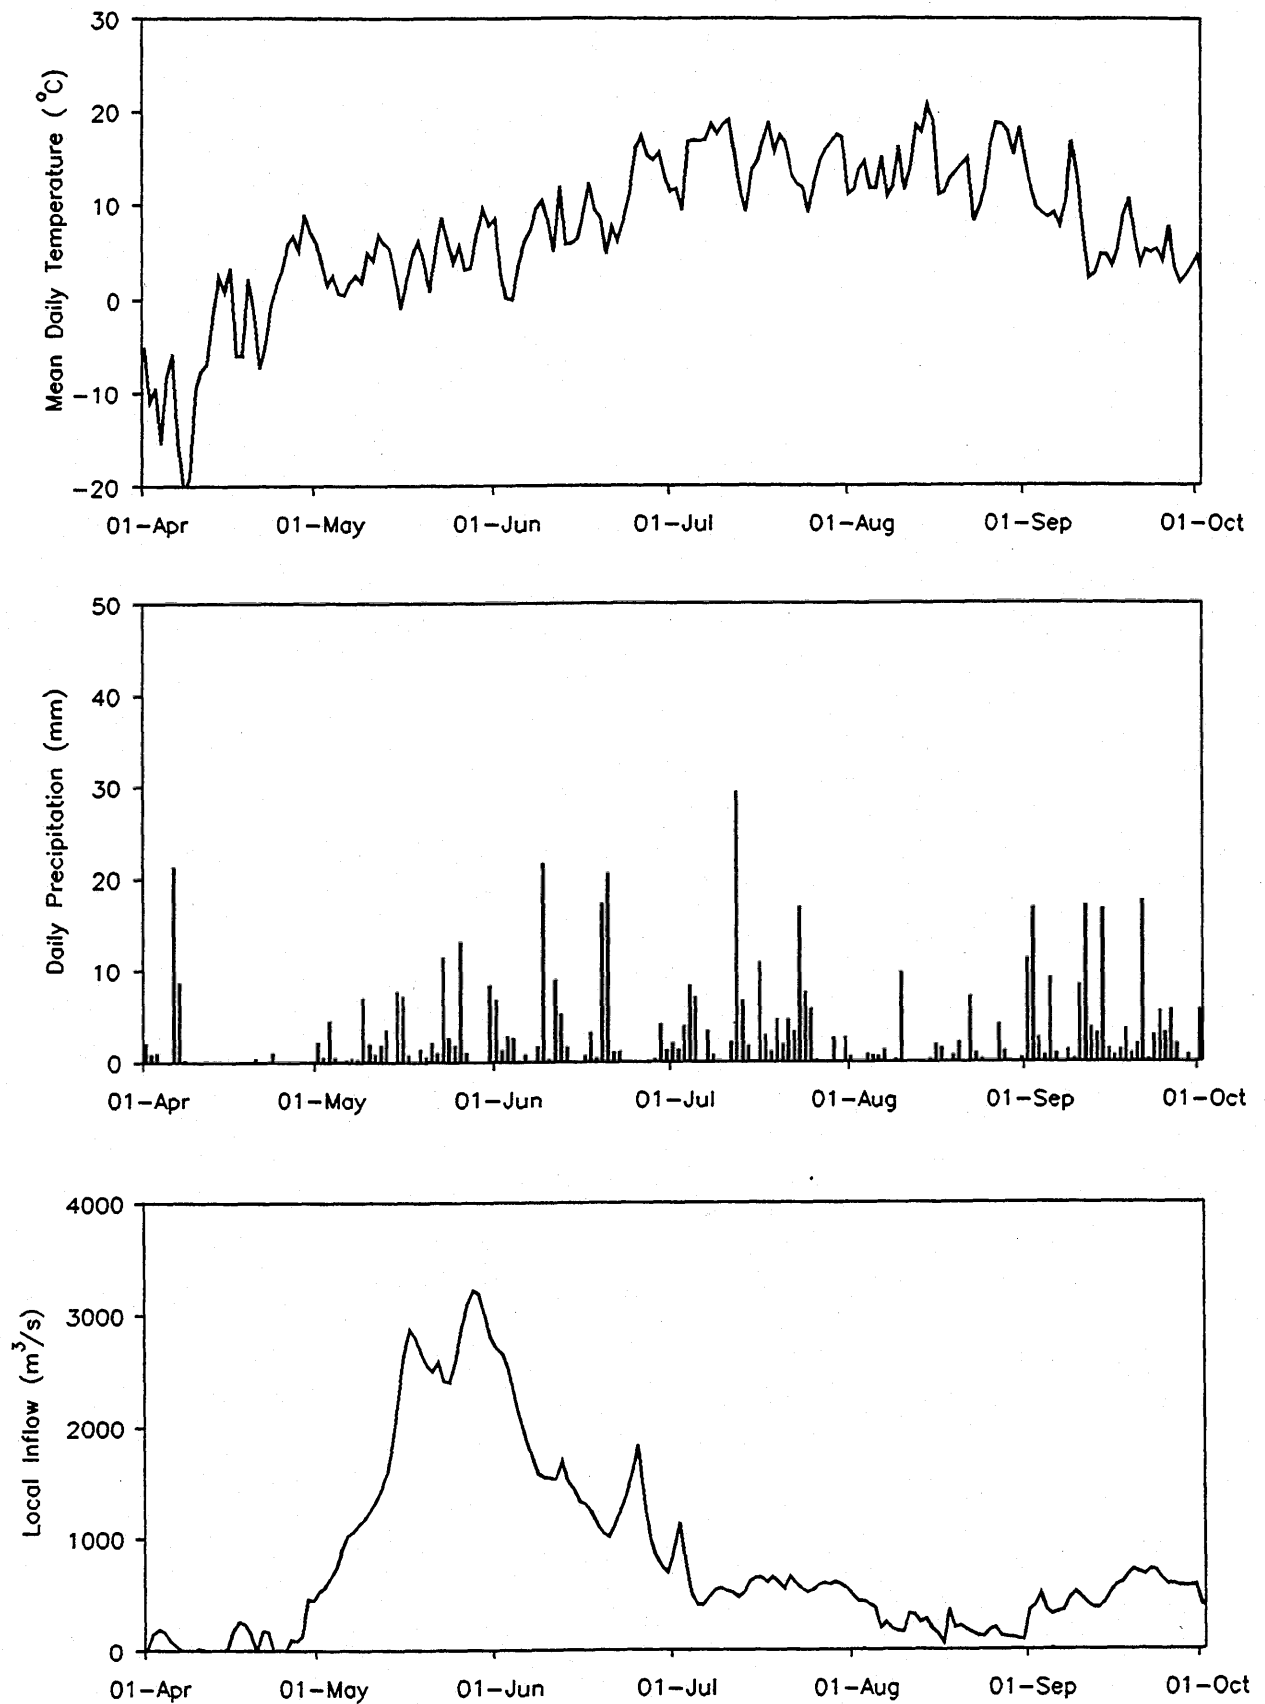 30
20
10
0
−10
−20
Mean Daily Temperature (°C)
01−Apr 01−May 01−Jun 01−Jul 01−Aug 01−Sep 01−Oct
50
40
30
20
10
0
Daily Precipitation (mm)
01−Apr 01−May 01−Jun 01−Jul 01−Aug 01−Sep 01−Oct
4000
3000
2000
1000
0
Local Inflow (m³/s)
01−Apr 01−May 01−Jun 01−Jul 01−Aug 01−Sep 01−Oct